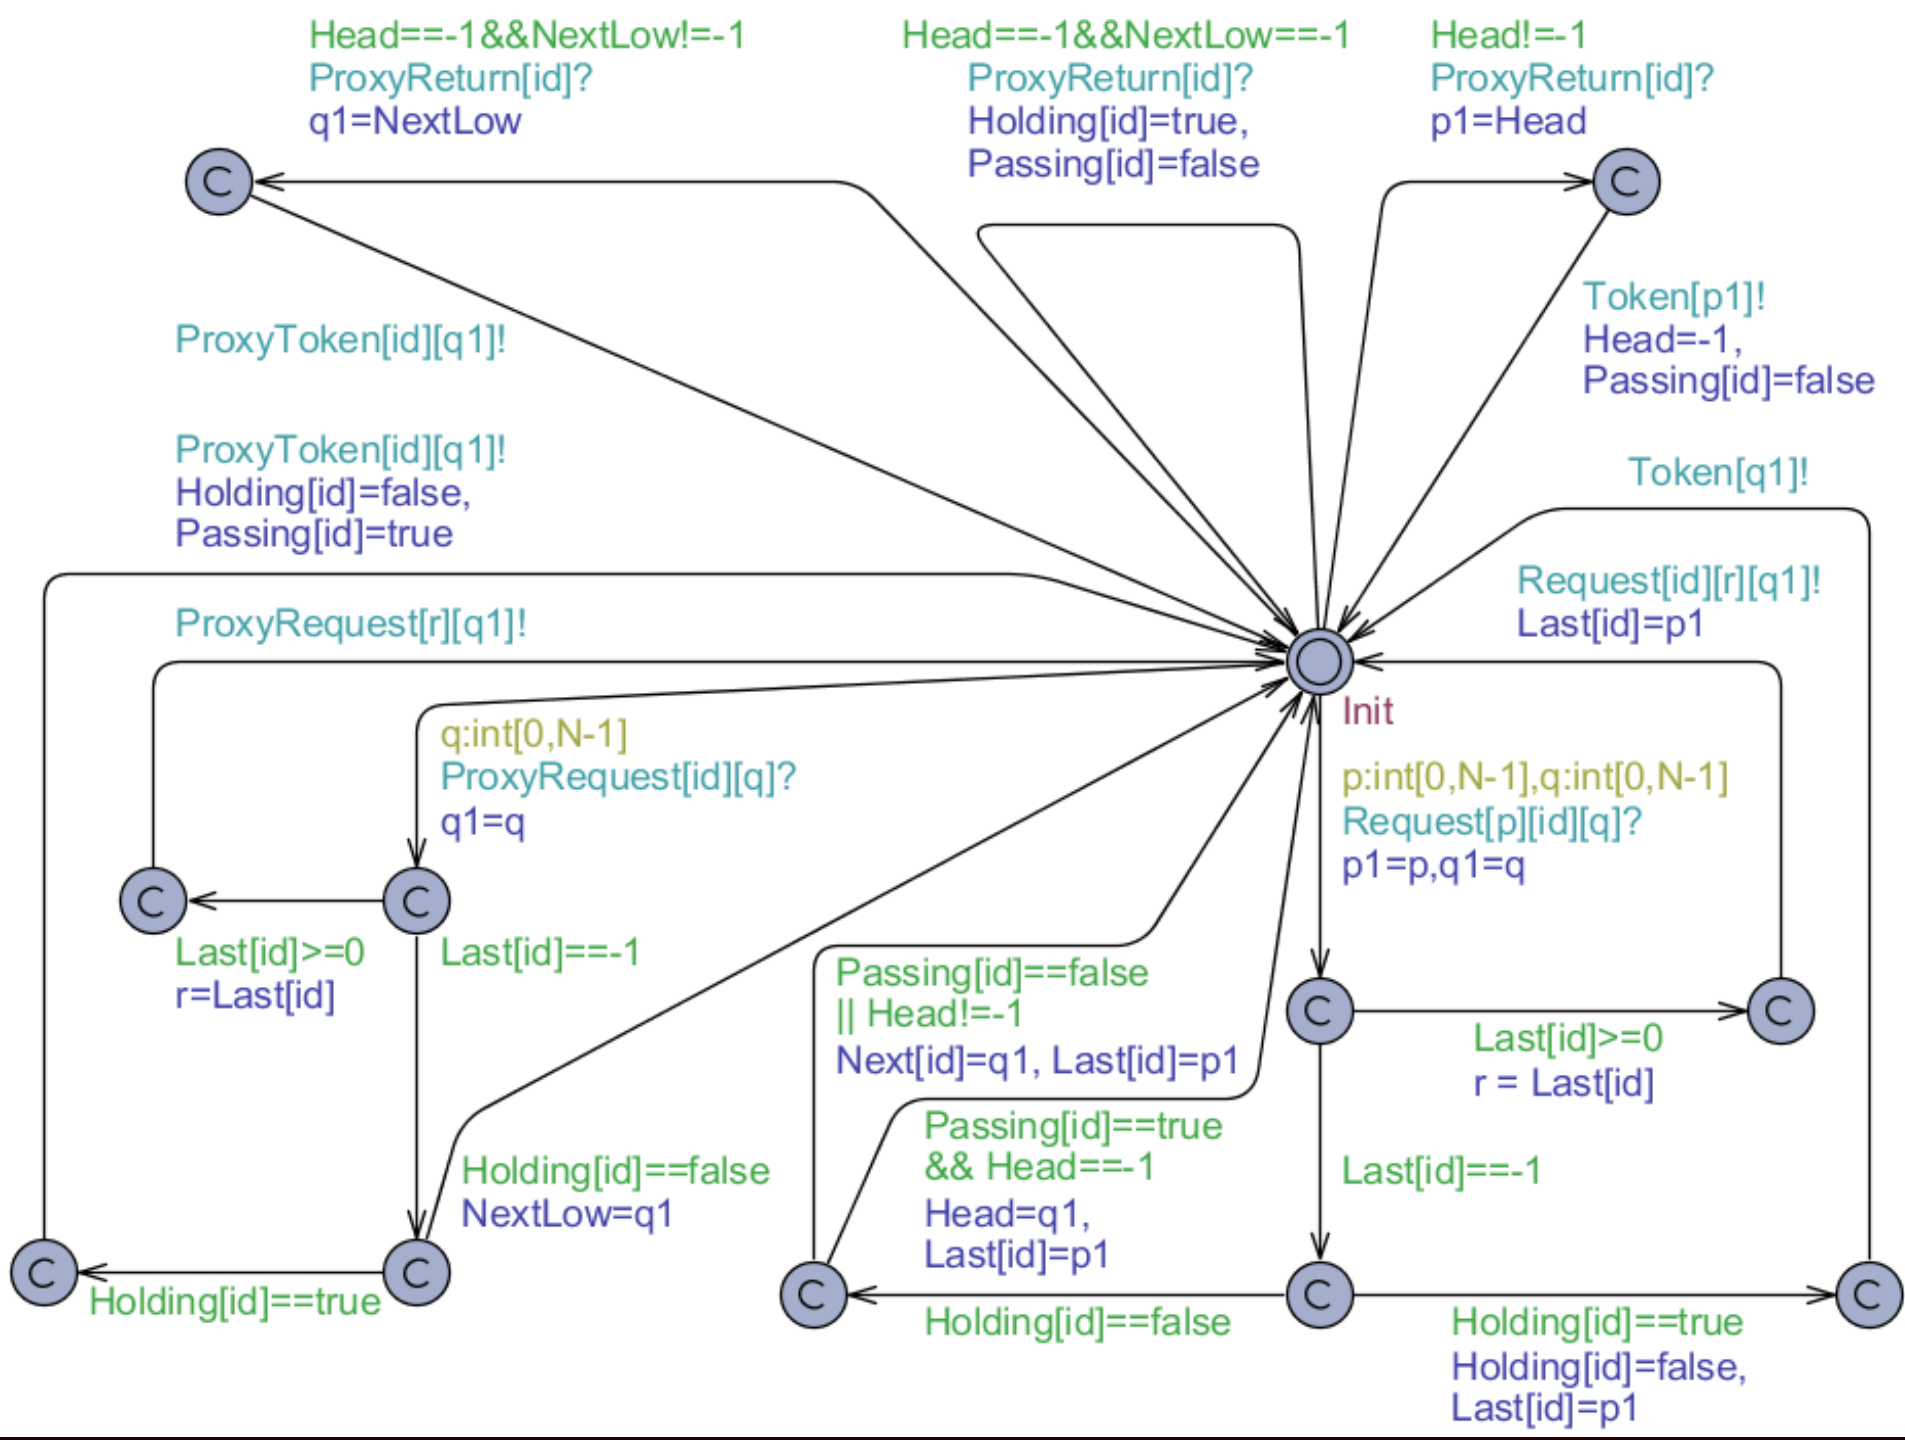 Head==-1&&NextLow!=-1
ProxyReturn[id]?
q1=NextLow
Head==-1&&NextLow==-1
ProxyReturn[id]?
Holding[id]=true,
Passing[id]=false
Head!=-1
ProxyReturn[id]?
p1=Head
C
C
ProxyToken[id][q1]!
Token[p1]!
Head=-1,
Passing[id]=false
ProxyToken[id][q1]!
Holding[id]=false,
Passing[id]=true
Token[q1]!
ProxyRequest[r][q1]!
Request[id][r][q1]!
Last[id]=p1
Init
q:int[0,N-1]
ProxyRequest[id][q]?
q1=q
p:int[0,N-1],q:int[0,N-1]
Request[p][id][q]?
p1=p,q1=q
C
C
Last[id]>=0
r=Last[id]
Last[id]==-1
Passing[id]==false
|| Head!=-1
Next[id]=q1, Last[id]=p1
C
C
Last[id]>=0
r = Last[id]
Passing[id]==true
&& Head==-1
Head=q1,
Last[id]=p1
Last[id]==-1
Holding[id]==false
NextLow=q1
C
C
Holding[id]==true
C
C
C
Holding[id]==false
Holding[id]==true
Holding[id]=false,
Last[id]=p1